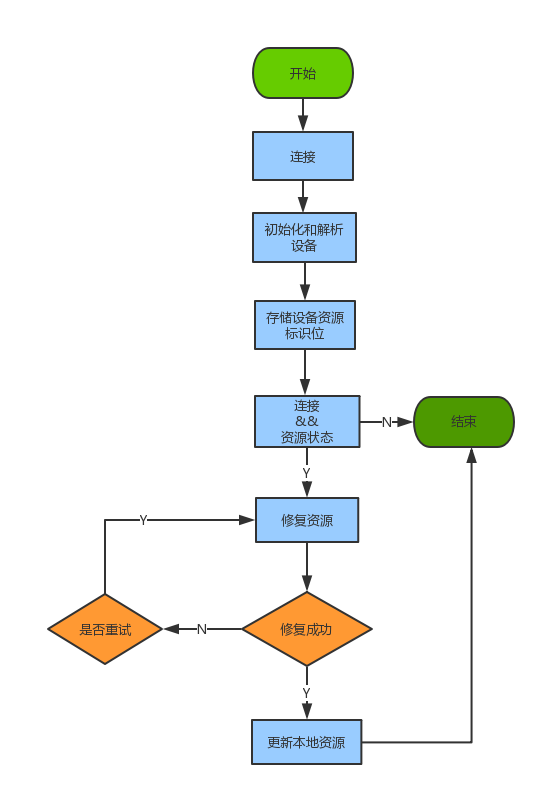 开始
连接
初始化和解析
设备
存储设备资源
标识位
连接
&&
资源状态
N
结束
Y
修复资源
Y
是否重试
N
修复成功
Y
更新本地资源